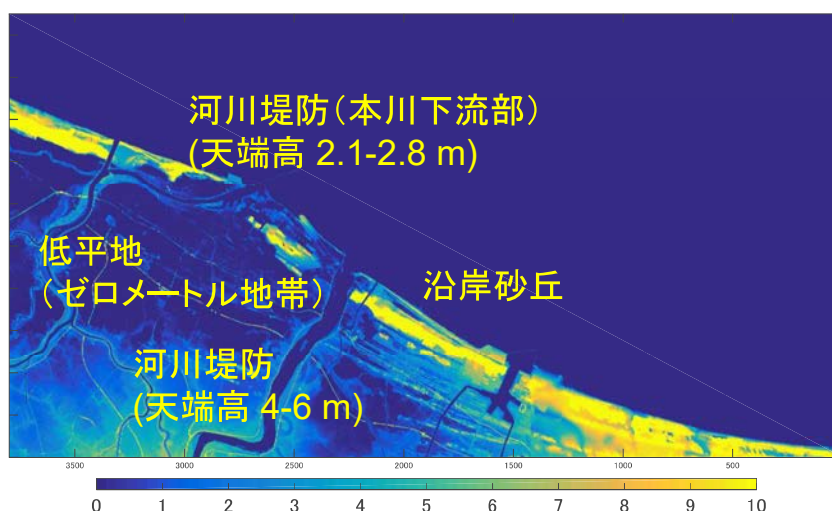 河川堤防（本川下流部）
(天端高 2.1-2.8 m)
低平地
（ゼロメートル地帯）
沿岸砂丘
河川堤防
(天端高 4-6 m)
3500 3000 2500 2000 1500 1000 500
0 1 2 3 4 5 6 7 8 9 10